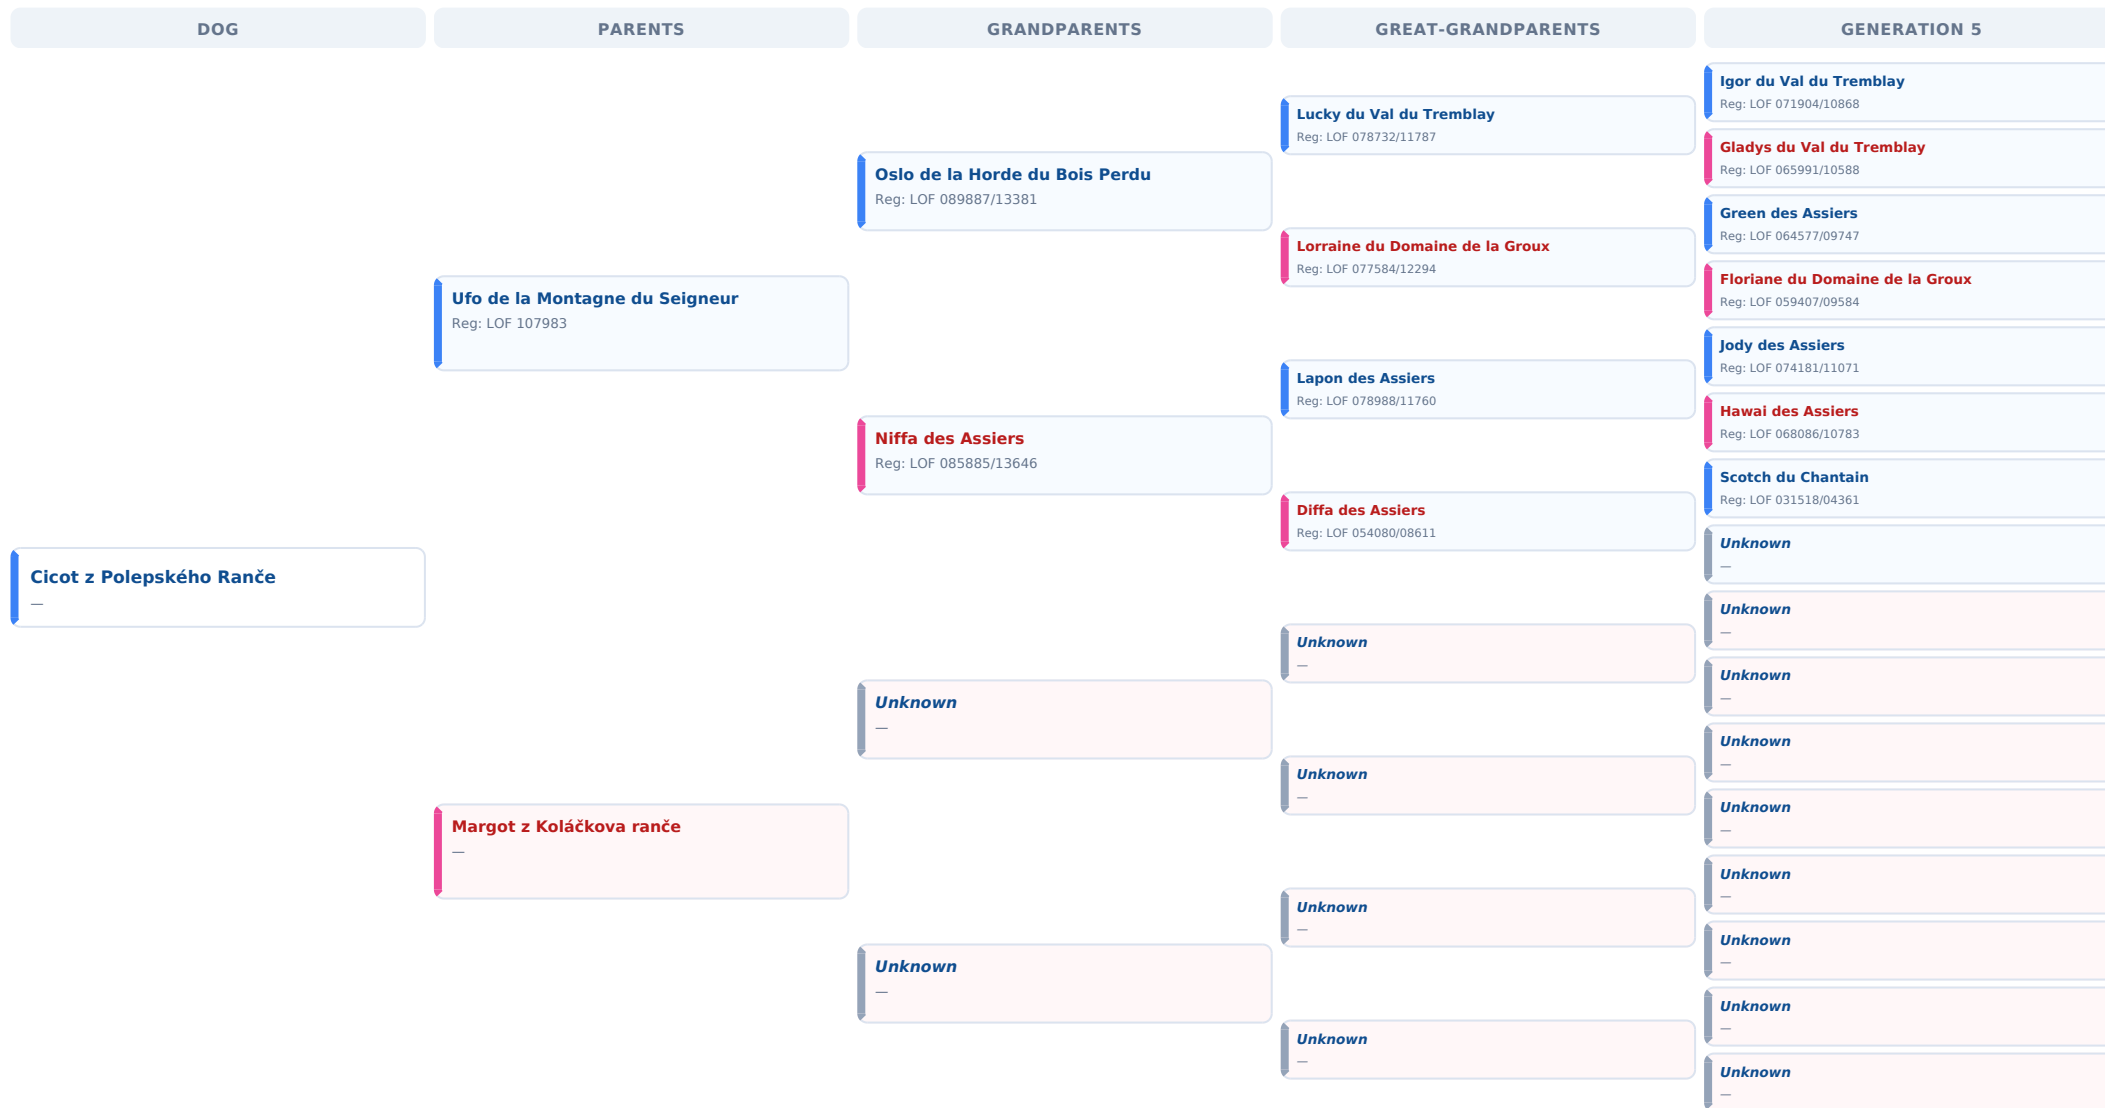 DOG
PARENTS
GRANDPARENTS
GREAT-GRANDPARENTS
GENERATION 5
Cicot z Polepského Ranče
—
Ufo de la Montagne du Seigneur
Reg: LOF 107983
Margot z Koláčkova ranče
—
Oslo de la Horde du Bois Perdu
Reg: LOF 089887/13381
Niffa des Assiers
Reg: LOF 085885/13646
Unknown
—
Unknown
—
Lucky du Val du Tremblay
Reg: LOF 078732/11787
Lorraine du Domaine de la Groux
Reg: LOF 077584/12294
Lapon des Assiers
Reg: LOF 078988/11760
Diffa des Assiers
Reg: LOF 054080/08611
Unknown
—
Unknown
—
Unknown
—
Unknown
—
Igor du Val du Tremblay
Reg: LOF 071904/10868
Gladys du Val du Tremblay
Reg: LOF 065991/10588
Green des Assiers
Reg: LOF 064577/09747
Floriane du Domaine de la Groux
Reg: LOF 059407/09584
Jody des Assiers
Reg: LOF 074181/11071
Hawai des Assiers
Reg: LOF 068086/10783
Scotch du Chantain
Reg: LOF 031518/04361
Unknown
—
Unknown
—
Unknown
—
Unknown
—
Unknown
—
Unknown
—
Unknown
—
Unknown
—
Unknown
—